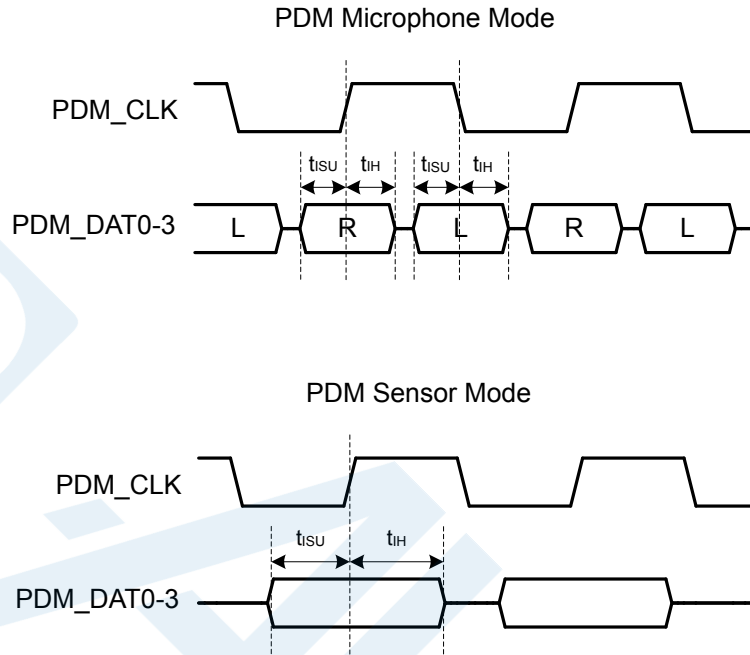 PDM Microphone Mode
PDM_CLK
tISU tIH tISU tIH
PDM_DAT0-3 L R L R L
PDM Sensor Mode
PDM_CLK
tISU tIH
PDM_DAT0-3